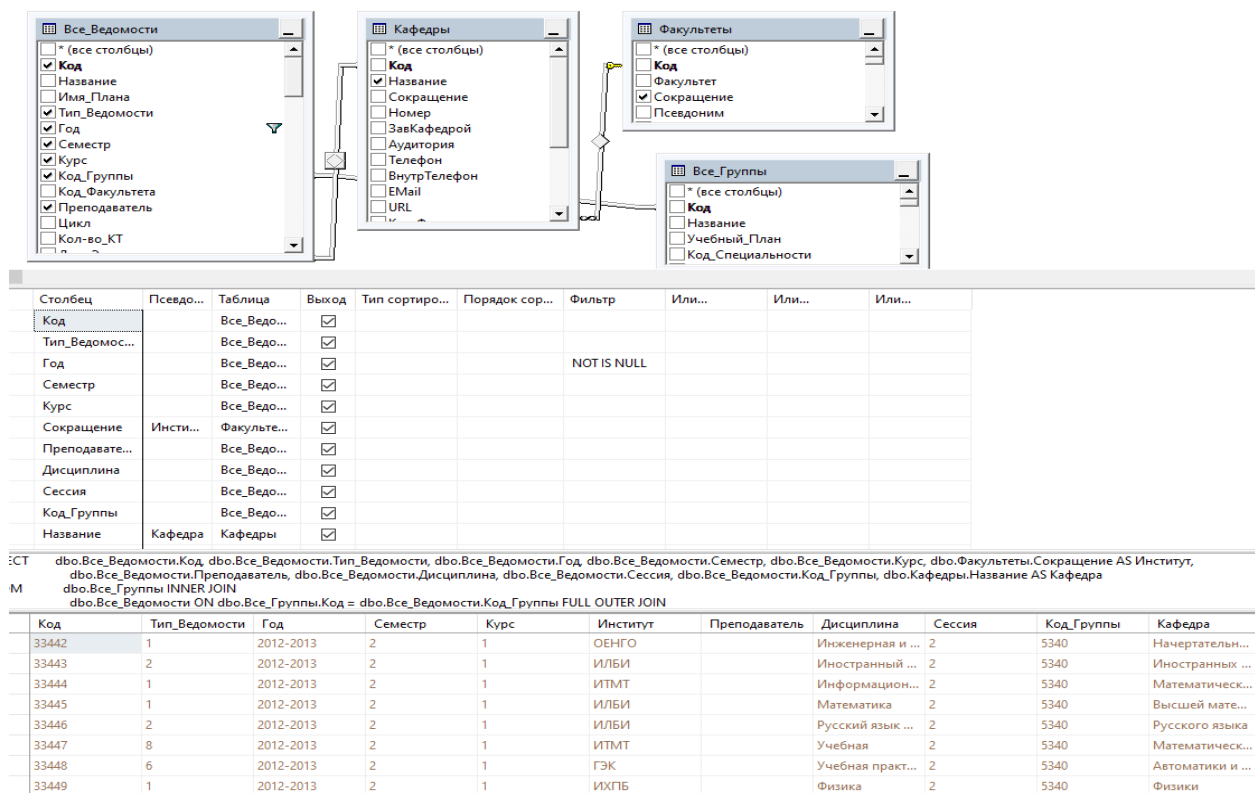 Все_Ведомости
* (все столбцы)
Код
Название
Имя_Плана
Тип_Ведомости
Год
Семестр
Курс
Код_Группы
Код_Факультета
Преподаватель
Цикл
Кол-во_КТ
Кафедры
* (все столбцы)
Код
Название
Сокращение
Номер
ЗавКафедрой
Аудитория
Телефон
ВнутрТелефон
EMail
URL
Факультеты
* (все столбцы)
Код
Факультет
Сокращение
Псевдоним
Все_Группы
* (все столбцы)
Код
Название
Учебный_План
Код_Специальности
Столбец Псевдо... Таблица Выход Тип сортиро... Порядок сор... Фильтр Или... Или... Или...
Код Все_Ведо...
Тип_Ведомос... Все_Ведо...
Год Все_Ведо... NOT IS NULL
Семестр Все_Ведо...
Курс Все_Ведо...
Сокращение Инсти... Факульте...
Преподавате... Все_Ведо...
Дисциплина Все_Ведо...
Сессия Все_Ведо...
Код_Группы Все_Ведо...
Название Кафедра Кафедры
ECT dbo.Все_Ведомости.Код, dbo.Все_Ведомости.Тип_Ведомости, dbo.Все_Ведомости.Год, dbo.Все_Ведомости.Семестр, dbo.Все_Ведомости.Курс, dbo.Факультеты.Сокращение AS Институт,
dbo.Все_Ведомости.Преподаватель, dbo.Все_Ведомости.Дисциплина, dbo.Все_Ведомости.Сессия, dbo.Все_Ведомости.Код_Группы, dbo.Кафедры.Название AS Кафедра
OM dbo.Все_Группы INNER JOIN
dbo.Все_Ведомости ON dbo.Все_Группы.Код = dbo.Все_Ведомости.Код_Группы FULL OUTER JOIN
Код Тип_Ведомости Год Семестр Курс Институт Преподаватель Дисциплина Сессия Код_Группы Кафедра
33442 1 2012-2013 2 1 ОЕНГО Инженерная и ... 2 5340 Начертательн...
33443 2 2012-2013 2 1 ИЛБИ Иностранный ... 2 5340 Иностранных ...
33444 1 2012-2013 2 1 ИТМТ Информацион... 2 5340 Математическ...
33445 1 2012-2013 2 1 ИЛБИ Математика 2 5340 Высшей мате...
33446 2 2012-2013 2 1 ИЛБИ Русский язык ... 2 5340 Русского языка
33447 8 2012-2013 2 1 ИТМТ Учебная 2 5340 Математическ...
33448 6 2012-2013 2 1 ГЭК Учебная практ... 2 5340 Автоматики и ...
33449 1 2012-2013 2 1 ИХПБ Физика 2 5340 Физики